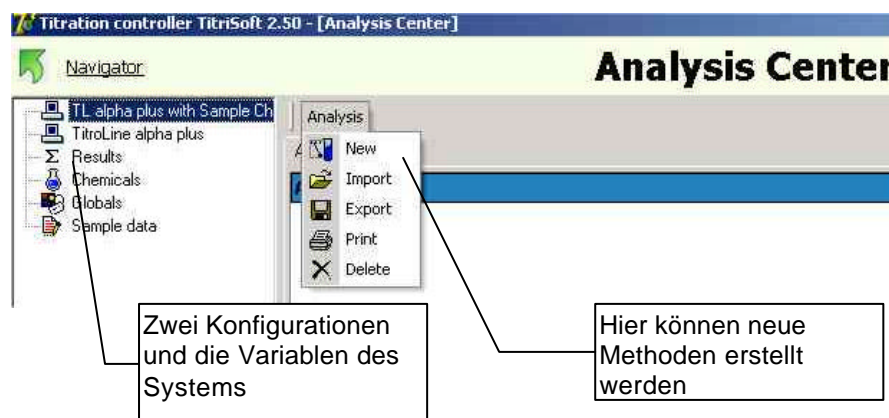 Titration controller TitriSoft 2.50 - [Analysis Center]
Navigator
Analysis Center
TL alpha plus with Sample Ch
TitroLine alpha plus
Results
Chemicals
Globals
Sample data
Analysis
New
Import
Export
Print
Delete
Zwei Konfigurationen
und die Variablen des
Systems
Hier können neue
Methoden erstellt
werden